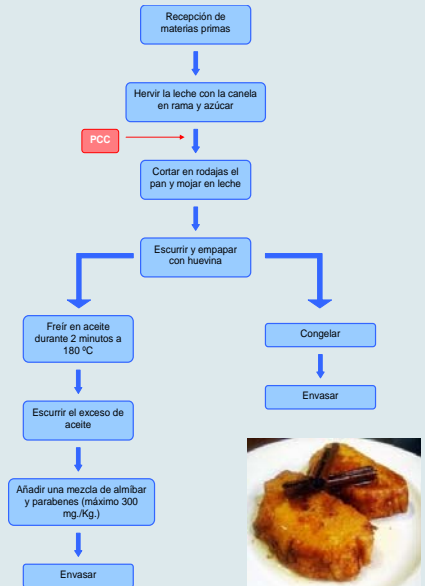 Recepción de
materias primas
Hervir la leche con la canela
en rama y azúcar
PCC
Cortar en rodajas el
pan y mojar en leche
Escurrir y empapar
con huevina
Freír en aceite
durante 2 minutos a
180 ºC
Escurrir el exceso de
aceite
Añadir una mezcla de almíbar
y parabenes (máximo 300
mg./Kg.)
Envasar
Congelar
Envasar